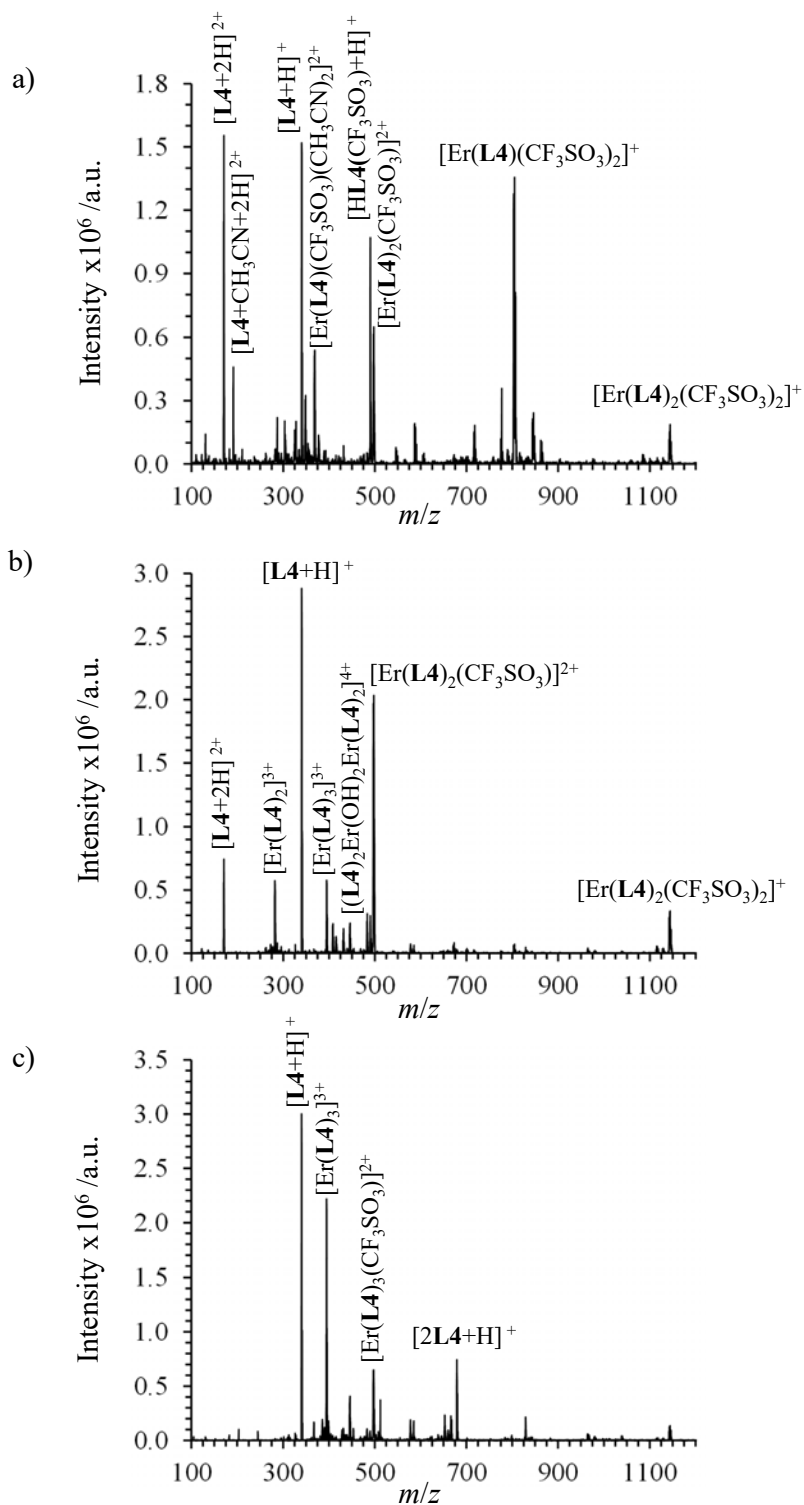 a)
[L4+2H]²⁺
[L4+CH₃CN+2H]²⁺
[L4+H]⁺
[Er(L4)(CF₃SO₃)(CH₃CN)₂]²⁺
[HL4(CF₃SO₃)+H]⁺
[Er(L4)₂(CF₃SO₃)]²⁺
[Er(L4)(CF₃SO₃)₂]⁺
[Er(L4)₂(CF₃SO₃)₂]⁺
Intensity x10⁶ /a.u.
1.8
1.5
1.2
0.9
0.6
0.3
0.0
100 300 500 700 900 1100
m/z
b)
[L4+2H]²⁺
[Er(L4)₂]³⁺
[L4+H]⁺
[Er(L4)₃]³⁺
[(L4)₂Er(OH)₂Er(L4)₂]⁴⁺
[Er(L4)₂(CF₃SO₃)]²⁺
[Er(L4)₂(CF₃SO₃)₂]⁺
Intensity x10⁶ /a.u.
3.0
2.5
2.0
1.5
1.0
0.5
0.0
100 300 500 700 900 1100
m/z
c)
[L4+H]⁺
[Er(L4)₃]³⁺
[Er(L4)₃(CF₃SO₃)]²⁺
[2L4+H]⁺
Intensity x10⁶ /a.u.
3.5
3.0
2.5
2.0
1.5
1.0
0.5
0.0
100 300 500 700 900 1100
m/z